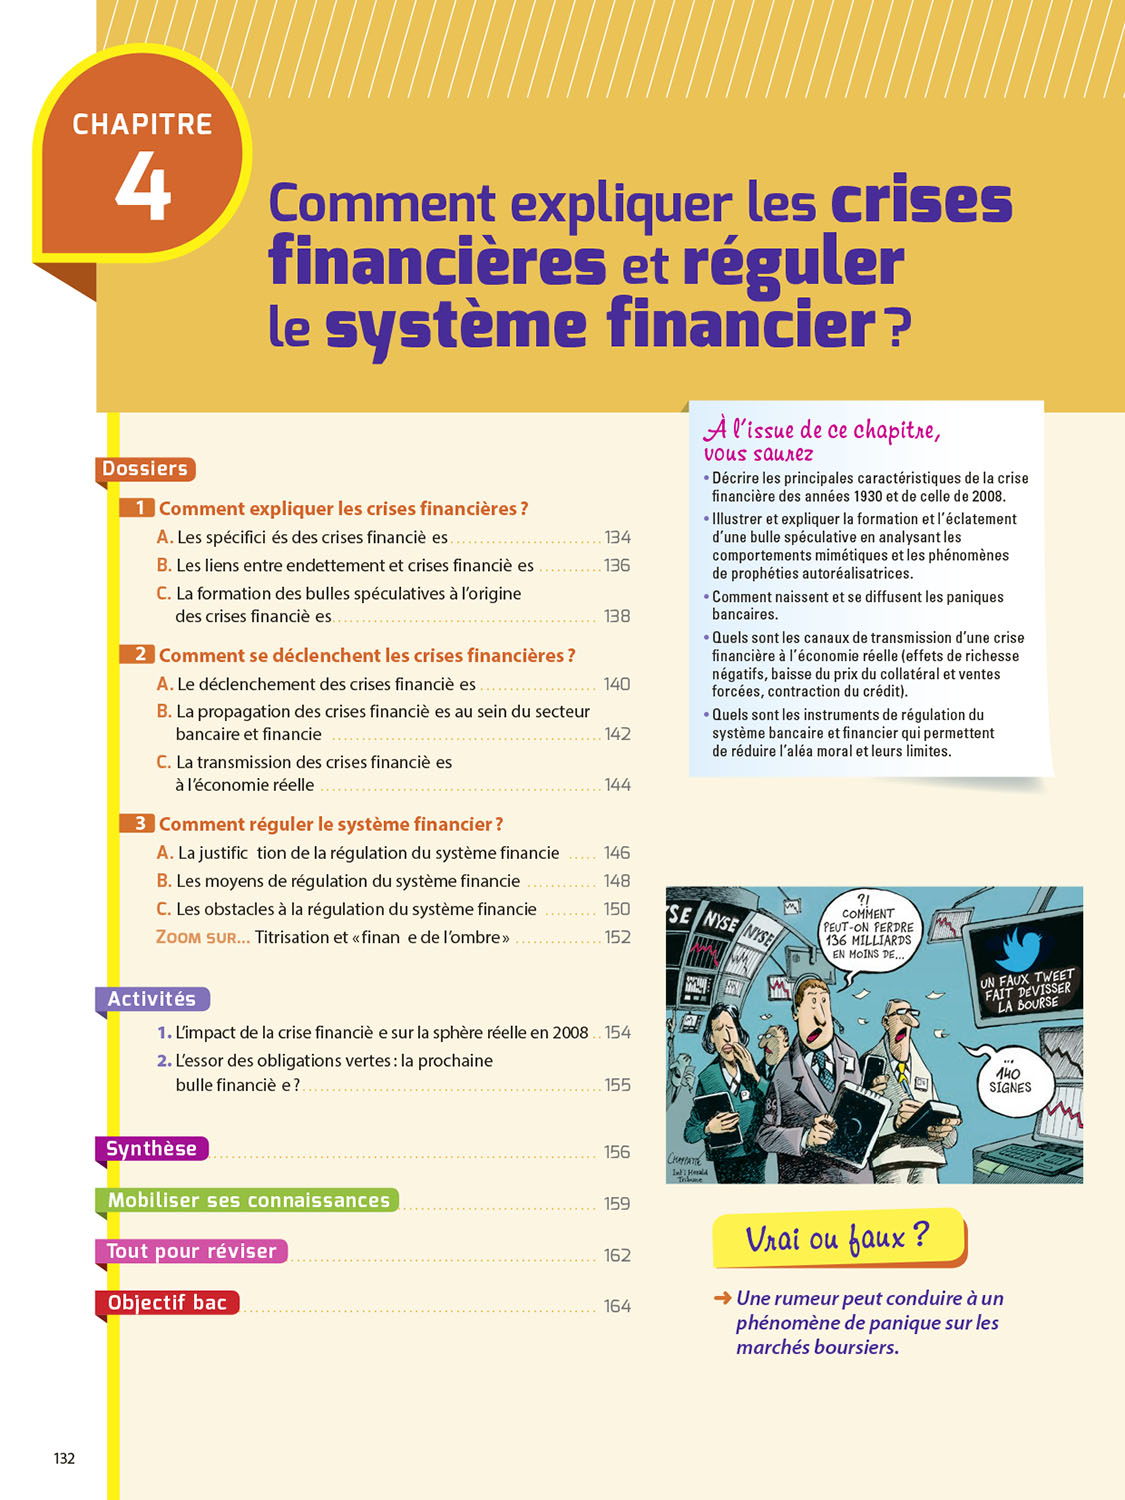 CHAPITRE
4
Comment expliquer les crises
financières et réguler
le système financier ?
Dossiers
1 Comment expliquer les crises financières ?
A. Les spécifici és des crises financiè es 134
B. Les liens entre endettement et crises financiè es 136
C. La formation des bulles spéculatives à l'origine
des crises financiè es 138
2 Comment se déclenchent les crises financières ?
A. Le déclenchement des crises financiè es 140
B. La propagation des crises financiè es au sein du secteur
bancaire et financie 142
C. La transmission des crises financiè es
à l'économie réelle 144
3 Comment réguler le système financier ?
A. La justific tion de la régulation du système financie 146
B. Les moyens de régulation du système financie 148
C. Les obstacles à la régulation du système financie 150
ZOOM SUR... Titrisation et «finan e de l'ombre» 152
Activités
1. L'impact de la crise financiè e sur la sphère réelle en 2008 154
2. L'essor des obligations vertes : la prochaine
bulle financiè e ? 155
Synthèse 156
Mobiliser ses connaissances 159
Tout pour réviser 162
Objectif bac 164
À l'issue de ce chapitre,
vous saurez
• Décrire les principales caractéristiques de la crise
financière des années 1930 et de celle de 2008.
• Illustrer et expliquer la formation et l'éclatement
d'une bulle spéculative en analysant les
comportements mimétiques et les phénomènes
de prophéties autoréalisatrices.
• Comment naissent et se diffusent les paniques
bancaires.
• Quels sont les canaux de transmission d'une crise
financière à l'économie réelle (effets de richesse
négatifs, baisse du prix du collatéral et ventes
forcées, contraction du crédit).
• Quels sont les instruments de régulation du
système bancaire et financier qui permettent
de réduire l'aléa moral et leurs limites.
YSE
NYSE
NYSE
?!
COMMENT
PEUT-ON PERDRE
136 MILLIARDS
EN MOINS DE...
UN FAUX TWEET
FAIT DÉVISSER
LA BOURSE
...
140
SIGNES
CHAPPATTE
Int'l Herald
Tribune
Vrai ou faux ?
➜ Une rumeur peut conduire à un
phénomène de panique sur les
marchés boursiers.
132